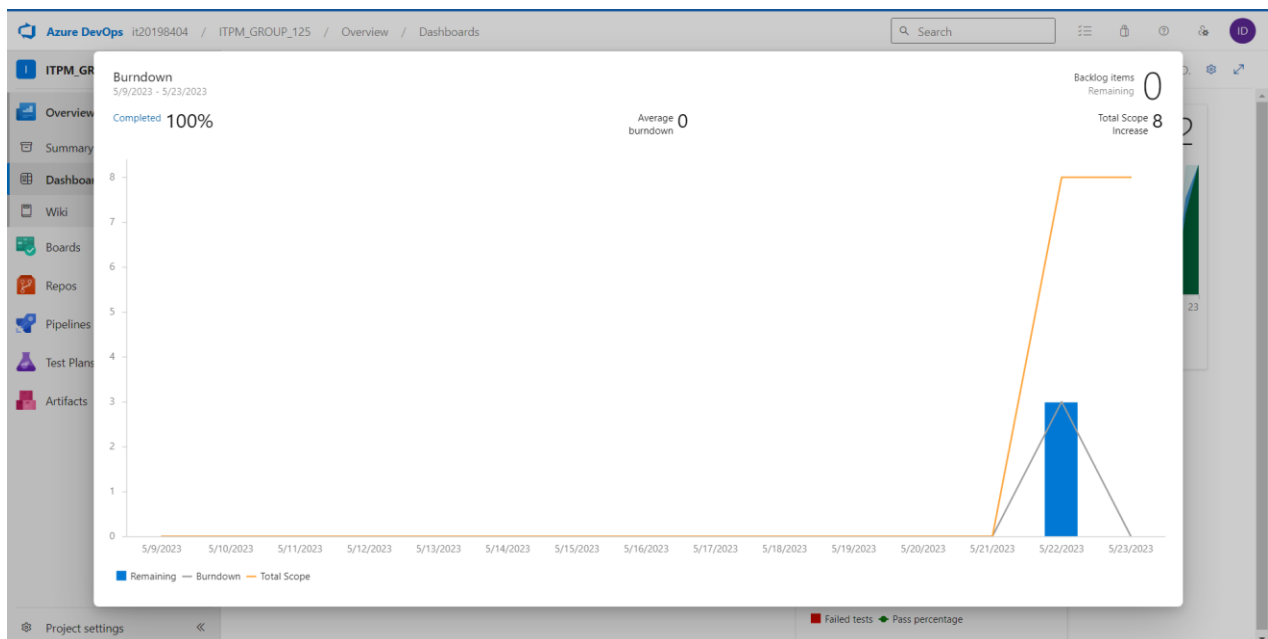 Azure DevOps it20198404 / ITPM_GROUP_125 / Overview / Dashboards Search ID
I ITPM_GR
Burndown
5/9/2023 - 5/23/2023
Backlog items
Remaining 0
Completed 100%
Average
burndown 0
Total Scope
Increase 8
Overview
Summary
Dashboa
Wiki
Boards
Repos
Pipelines
Test Plans
Artifacts
8
7
6
5
4
3
2
1
0
5/9/2023 5/10/2023 5/11/2023 5/12/2023 5/13/2023 5/14/2023 5/15/2023 5/16/2023 5/17/2023 5/18/2023 5/19/2023 5/20/2023 5/21/2023 5/22/2023 5/23/2023
Remaining Burndown Total Scope
23
Project settings
Failed tests Pass percentage